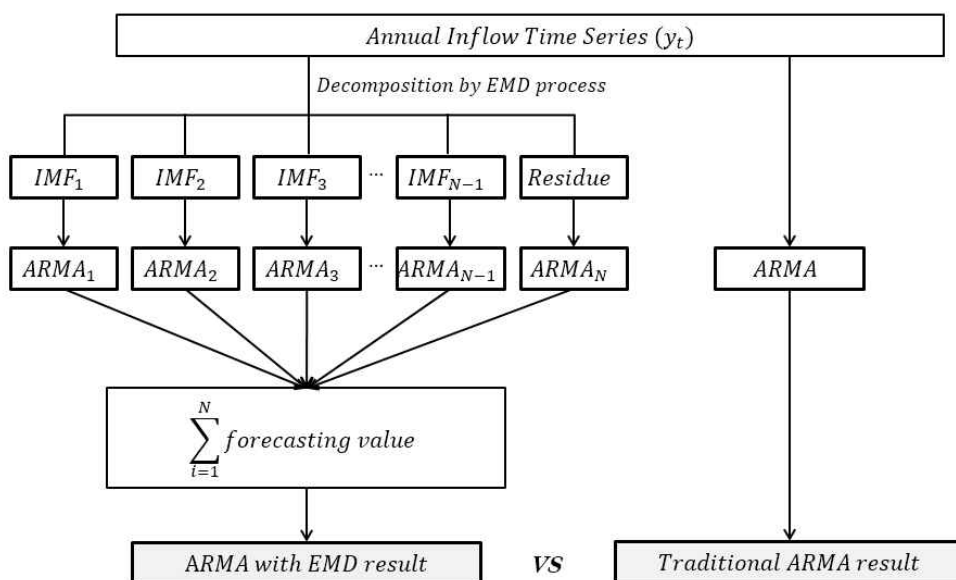 Annual Inflow Time Series (y_t)
Decomposition by EMD process
IMF_1 IMF_2 IMF_3 ... IMF_{N−1} Residue
ARMA_1 ARMA_2 ARMA_3 ... ARMA_{N−1} ARMA_N ARMA
\sum_{i=1}^{N} forecasting value
ARMA with EMD result VS Traditional ARMA result